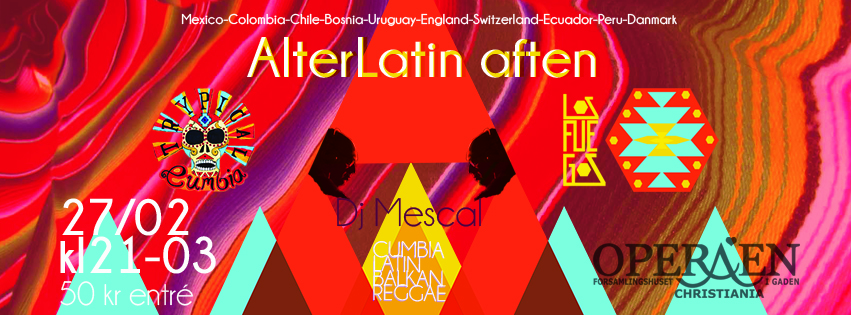 Mexico-Colombia-Chile-Bosnia-Uruguay-England-Switzerland-Ecuador-Peru-Danmark
AlterLatin aften
TRYPICAL
Cumbia
LOS
FUE
GOS
Dj Mescal
27/02
kl21-03
50 kr entré
CUMBIA
LATIN
BALKAN
REGGAE
OPERAEN
FORSAMLINGSHUSET I GADEN
CHRISTIANIA